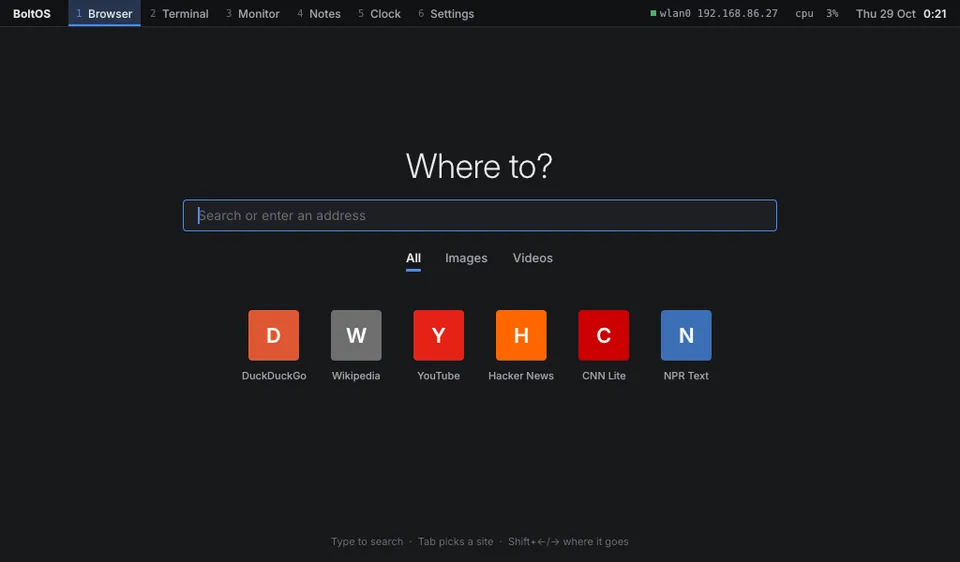 BoltOS 1 Browser 2 Terminal 3 Monitor 4 Notes 5 Clock 6 Settings wlan0 192.168.86.27 cpu 3% Thu 29 Oct 0:21
Where to?
Search or enter an address
All Images Videos
D W Y H C N
DuckDuckGo Wikipedia YouTube Hacker News CNN Lite NPR Text
Type to search · Tab picks a site · Shift+←/→ where it goes